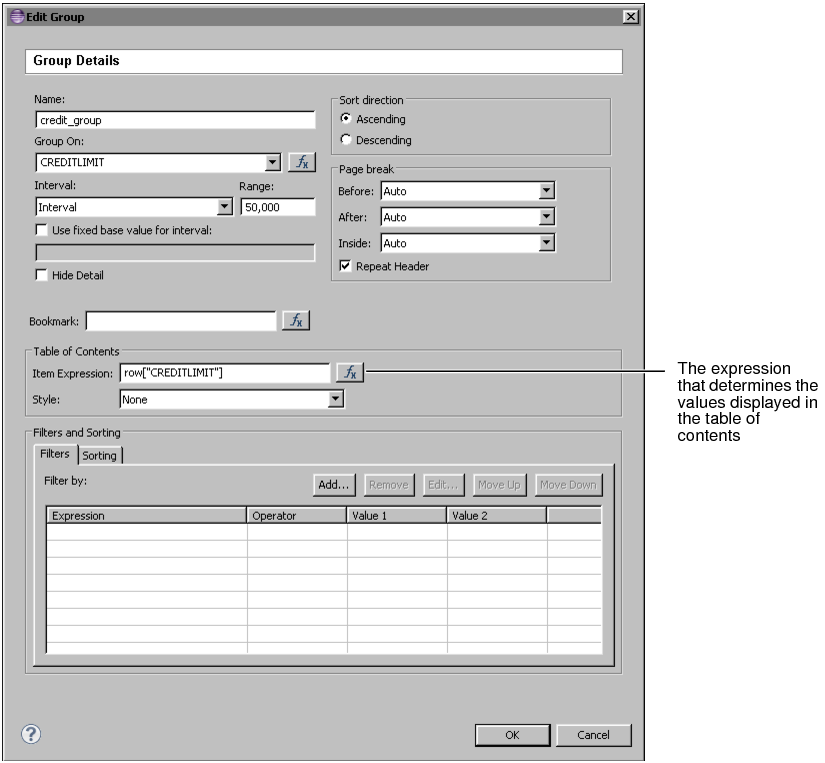 Edit Group
Group Details
Name:
credit_group
Group On:
CREDITLIMIT
fx
Interval:
Range:
Interval
50,000
Use fixed base value for interval:
Hide Detail
Sort direction
Ascending
Descending
Page break
Before: Auto
After: Auto
Inside: Auto
Repeat Header
Bookmark:
fx
Table of Contents
Item Expression: row["CREDITLIMIT"]
fx
Style: None
The expression
that determines the
values displayed in
the table of
contents
Filters and Sorting
Filters Sorting
Filter by:
Add... Remove Edit... Move Up Move Down
Expression Operator Value 1 Value 2
?
OK Cancel